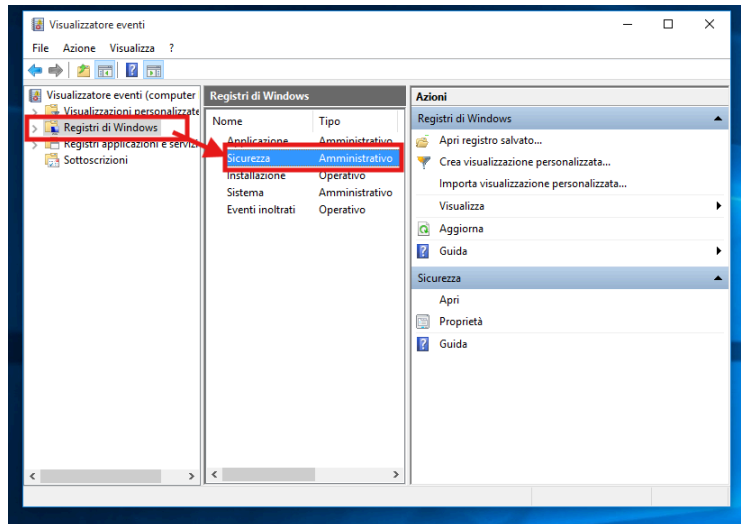 Visualizzatore eventi
File Azione Visualizza ?
Visualizzatore eventi (computer
Visualizzazioni personalizzate
Registri di Windows
Registri applicazioni e servizi
Sottoscrizioni
Registri di Windows
Nome Tipo
Applicazione Amministrativo
Sicurezza Amministrativo
Installazione Operativo
Sistema Amministrativo
Eventi inoltrati Operativo
Azioni
Registri di Windows
Apri registro salvato...
Crea visualizzazione personalizzata...
Importa visualizzazione personalizzata...
Visualizza
Aggiorna
Guida
Sicurezza
Apri
Proprietà
Guida